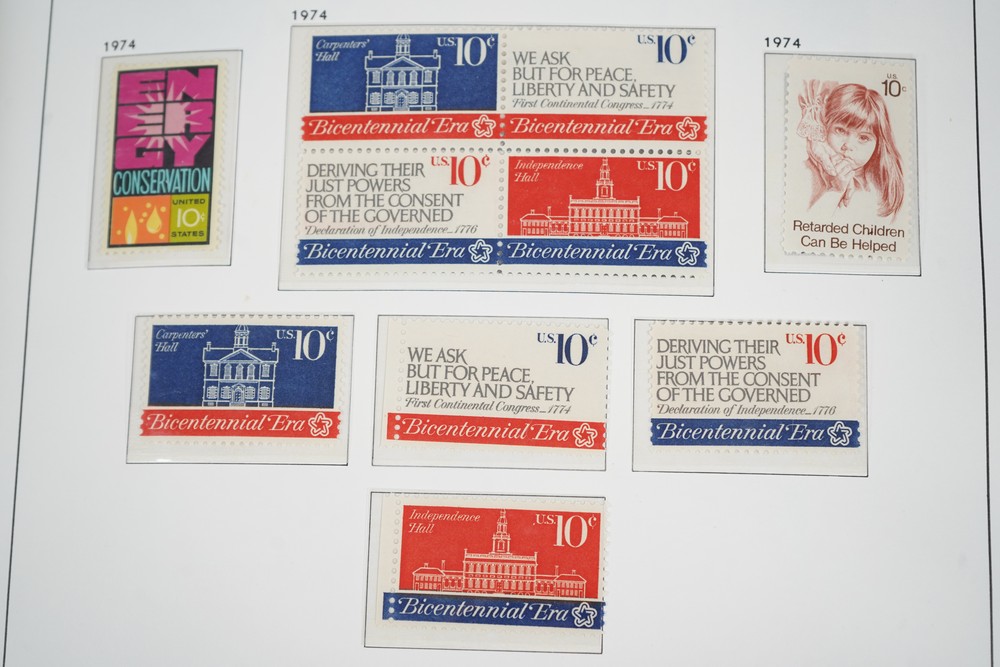 1974
ENERGY
CONSERVATION
UNITED
10c
STATES
1974
Carpenters'
Hall
U.S. 10c
Bicentennial Era
U.S. 10c
WE ASK
BUT FOR PEACE,
LIBERTY AND SAFETY
First Continental Congress...1774
Bicentennial Era
U.S. 10c
DERIVING THEIR
JUST POWERS
FROM THE CONSENT
OF THE GOVERNED
Declaration of Independence...1776
Bicentennial Era
Independence
Hall
U.S. 10c
Bicentennial Era
1974
U.S.
10c
Retarded Children
Can Be Helped
Carpenters'
Hall
U.S. 10c
Bicentennial Era
U.S. 10c
WE ASK
BUT FOR PEACE,
LIBERTY AND SAFETY
First Continental Congress...1774
Bicentennial Era
U.S. 10c
DERIVING THEIR
JUST POWERS
FROM THE CONSENT
OF THE GOVERNED
Declaration of Independence...1776
Bicentennial Era
Independence
Hall
U.S. 10c
Bicentennial Era